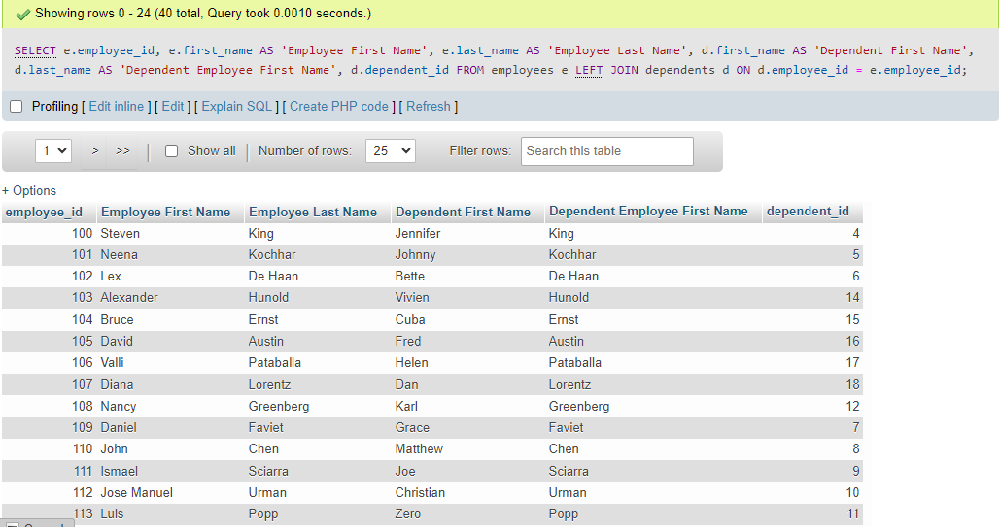 Showing rows 0 - 24 (40 total, Query took 0.0010 seconds.)
SELECT e.employee_id, e.first_name AS 'Employee First Name', e.last_name AS 'Employee Last Name', d.first_name AS 'Dependent First Name',
d.last_name AS 'Dependent Employee First Name', d.dependent_id FROM employees e LEFT JOIN dependents d ON d.employee_id = e.employee_id;
Profiling [ Edit inline ] [ Edit ] [ Explain SQL ] [ Create PHP code ] [ Refresh ]
1 > >> | Show all | Number of rows: 25 Filter rows: Search this table
+ Options
employee_id Employee First Name Employee Last Name Dependent First Name Dependent Employee First Name dependent_id
100 Steven King Jennifer King 4
101 Neena Kochhar Johnny Kochhar 5
102 Lex De Haan Bette De Haan 6
103 Alexander Hunold Vivien Hunold 14
104 Bruce Ernst Cuba Ernst 15
105 David Austin Fred Austin 16
106 Valli Pataballa Helen Pataballa 17
107 Diana Lorentz Dan Lorentz 18
108 Nancy Greenberg Karl Greenberg 12
109 Daniel Faviet Grace Faviet 7
110 John Chen Matthew Chen 8
111 Ismael Sciarra Joe Sciarra 9
112 Jose Manuel Urman Christian Urman 10
113 Luis Popp Zero Popp 11